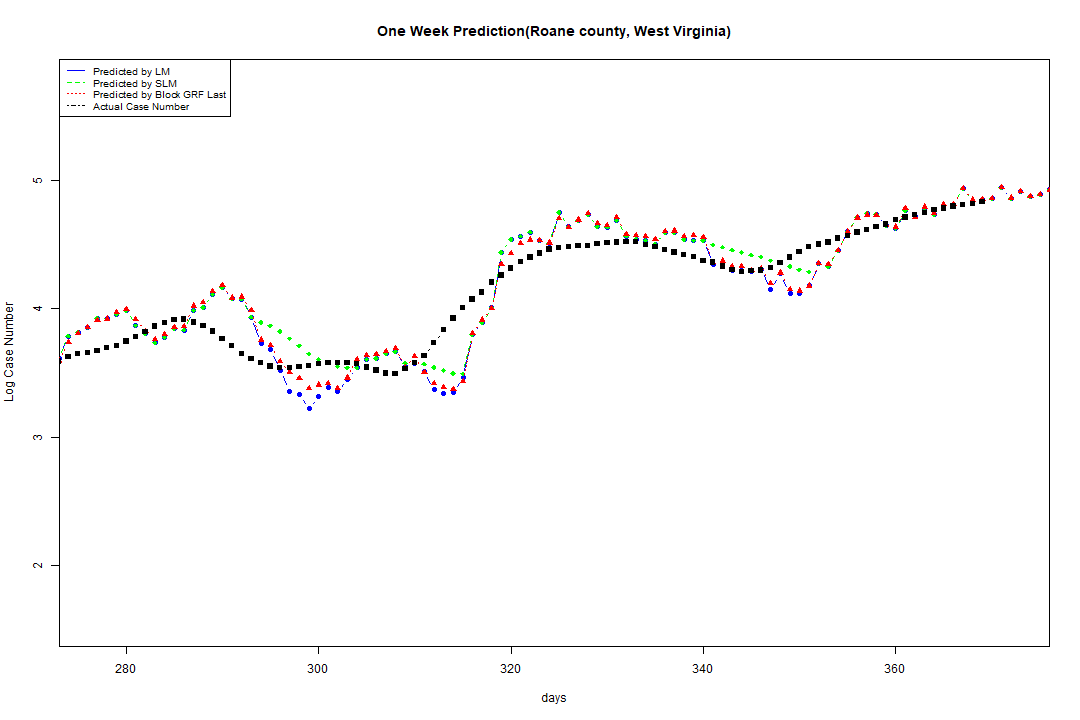 One Week Prediction(Roane county, West Virginia)
Predicted by LM
Predicted by SLM
Predicted by Block GRF Last
Actual Case Number
5
4
3
2
Log Case Number
280 300 320 340 360
days